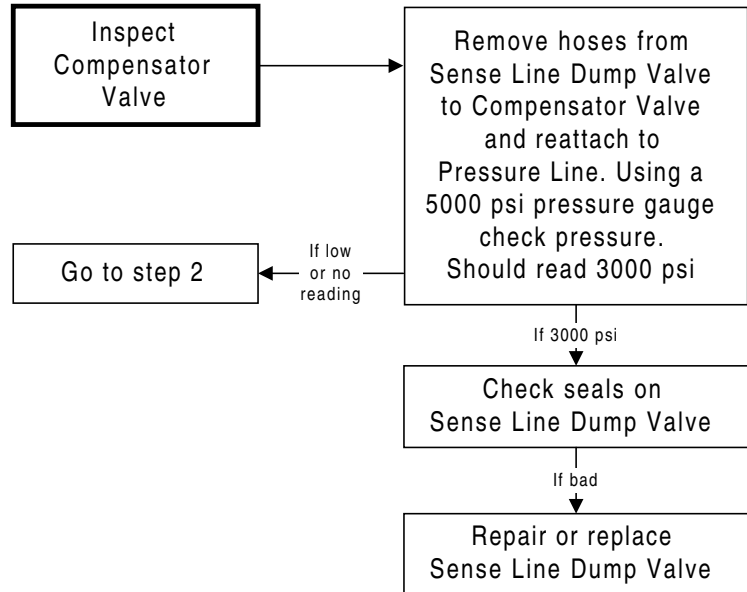 Inspect
Compensator
Valve
Remove hoses from
Sense Line Dump Valve
to Compensator Valve
and reattach to
Pressure Line. Using a
5000 psi pressure gauge
check pressure.
Should read 3000 psi
If low
or no
reading
Go to step 2
If 3000 psi
Check seals on
Sense Line Dump Valve
If bad
Repair or replace
Sense Line Dump Valve